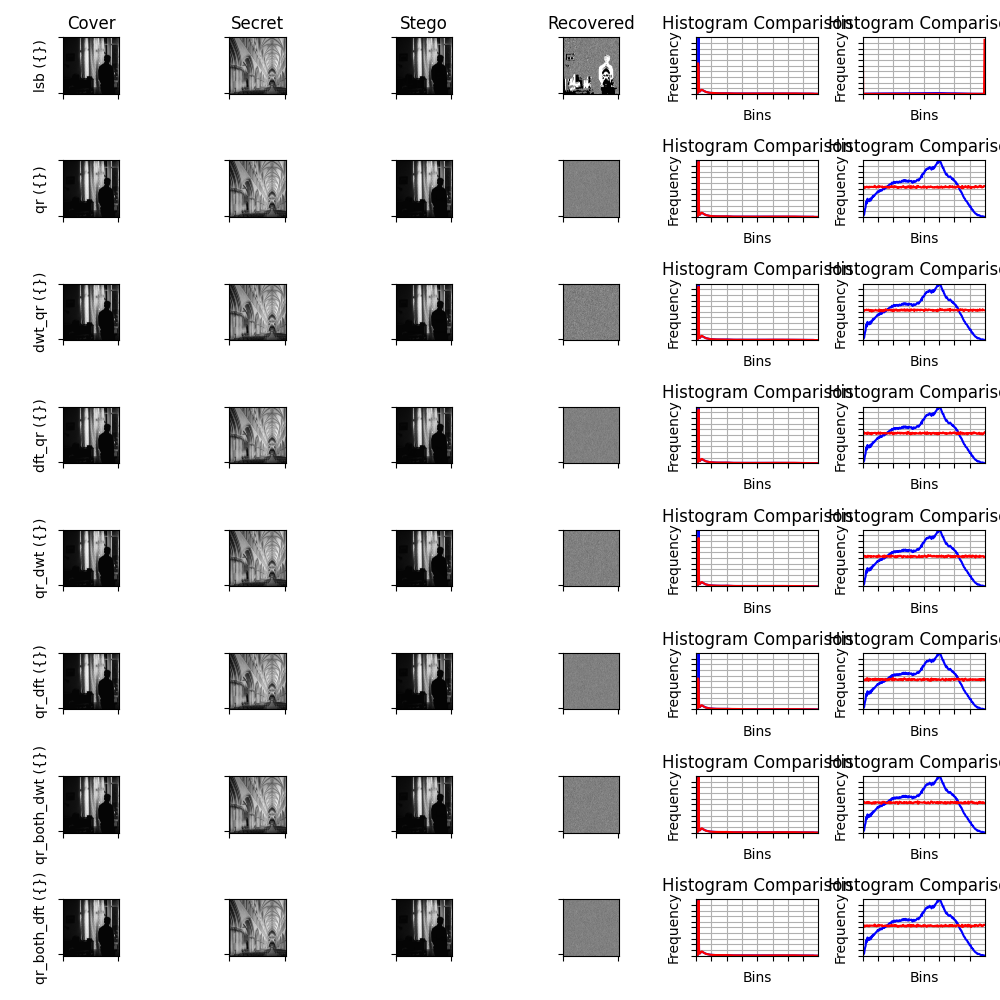 Cover Secret Stego Recovered Histogram Comparison Histogram Comparison
lsb ({})
Frequency
Frequency
Bins Bins
Histogram Comparison Histogram Comparison
qr ({})
Frequency
Frequency
Bins Bins
Histogram Comparison Histogram Comparison
dwt_qr ({})
Frequency
Frequency
Bins Bins
Histogram Comparison Histogram Comparison
dft_qr ({})
Frequency
Frequency
Bins Bins
Histogram Comparison Histogram Comparison
qr_dwt ({})
Frequency
Frequency
Bins Bins
Histogram Comparison Histogram Comparison
qr_dft ({})
Frequency
Frequency
Bins Bins
Histogram Comparison Histogram Comparison
qr_both_dwt ({})
Frequency
Frequency
Bins Bins
Histogram Comparison Histogram Comparison
qr_both_dft ({})
Frequency
Frequency
Bins Bins